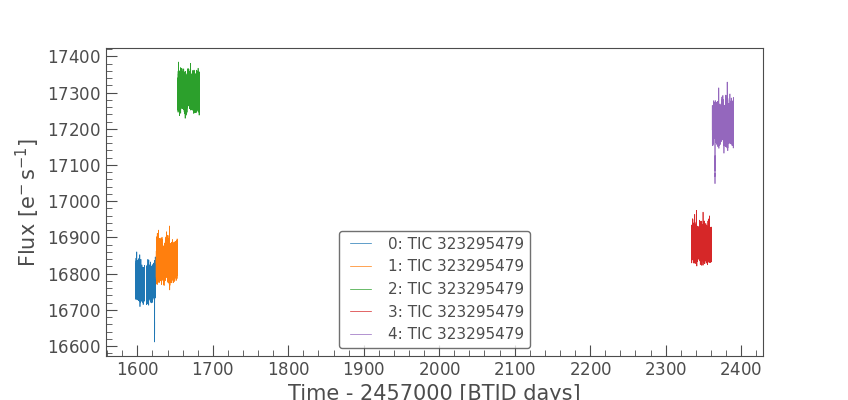 17400
17300
17200
17100
17000
16900
16800
16700
16600
Flux [e⁻ s⁻¹]
0: TIC 323295479
1: TIC 323295479
2: TIC 323295479
3: TIC 323295479
4: TIC 323295479
1600 1700 1800 1900 2000 2100 2200 2300 2400
Time - 2457000 [BTJD days]